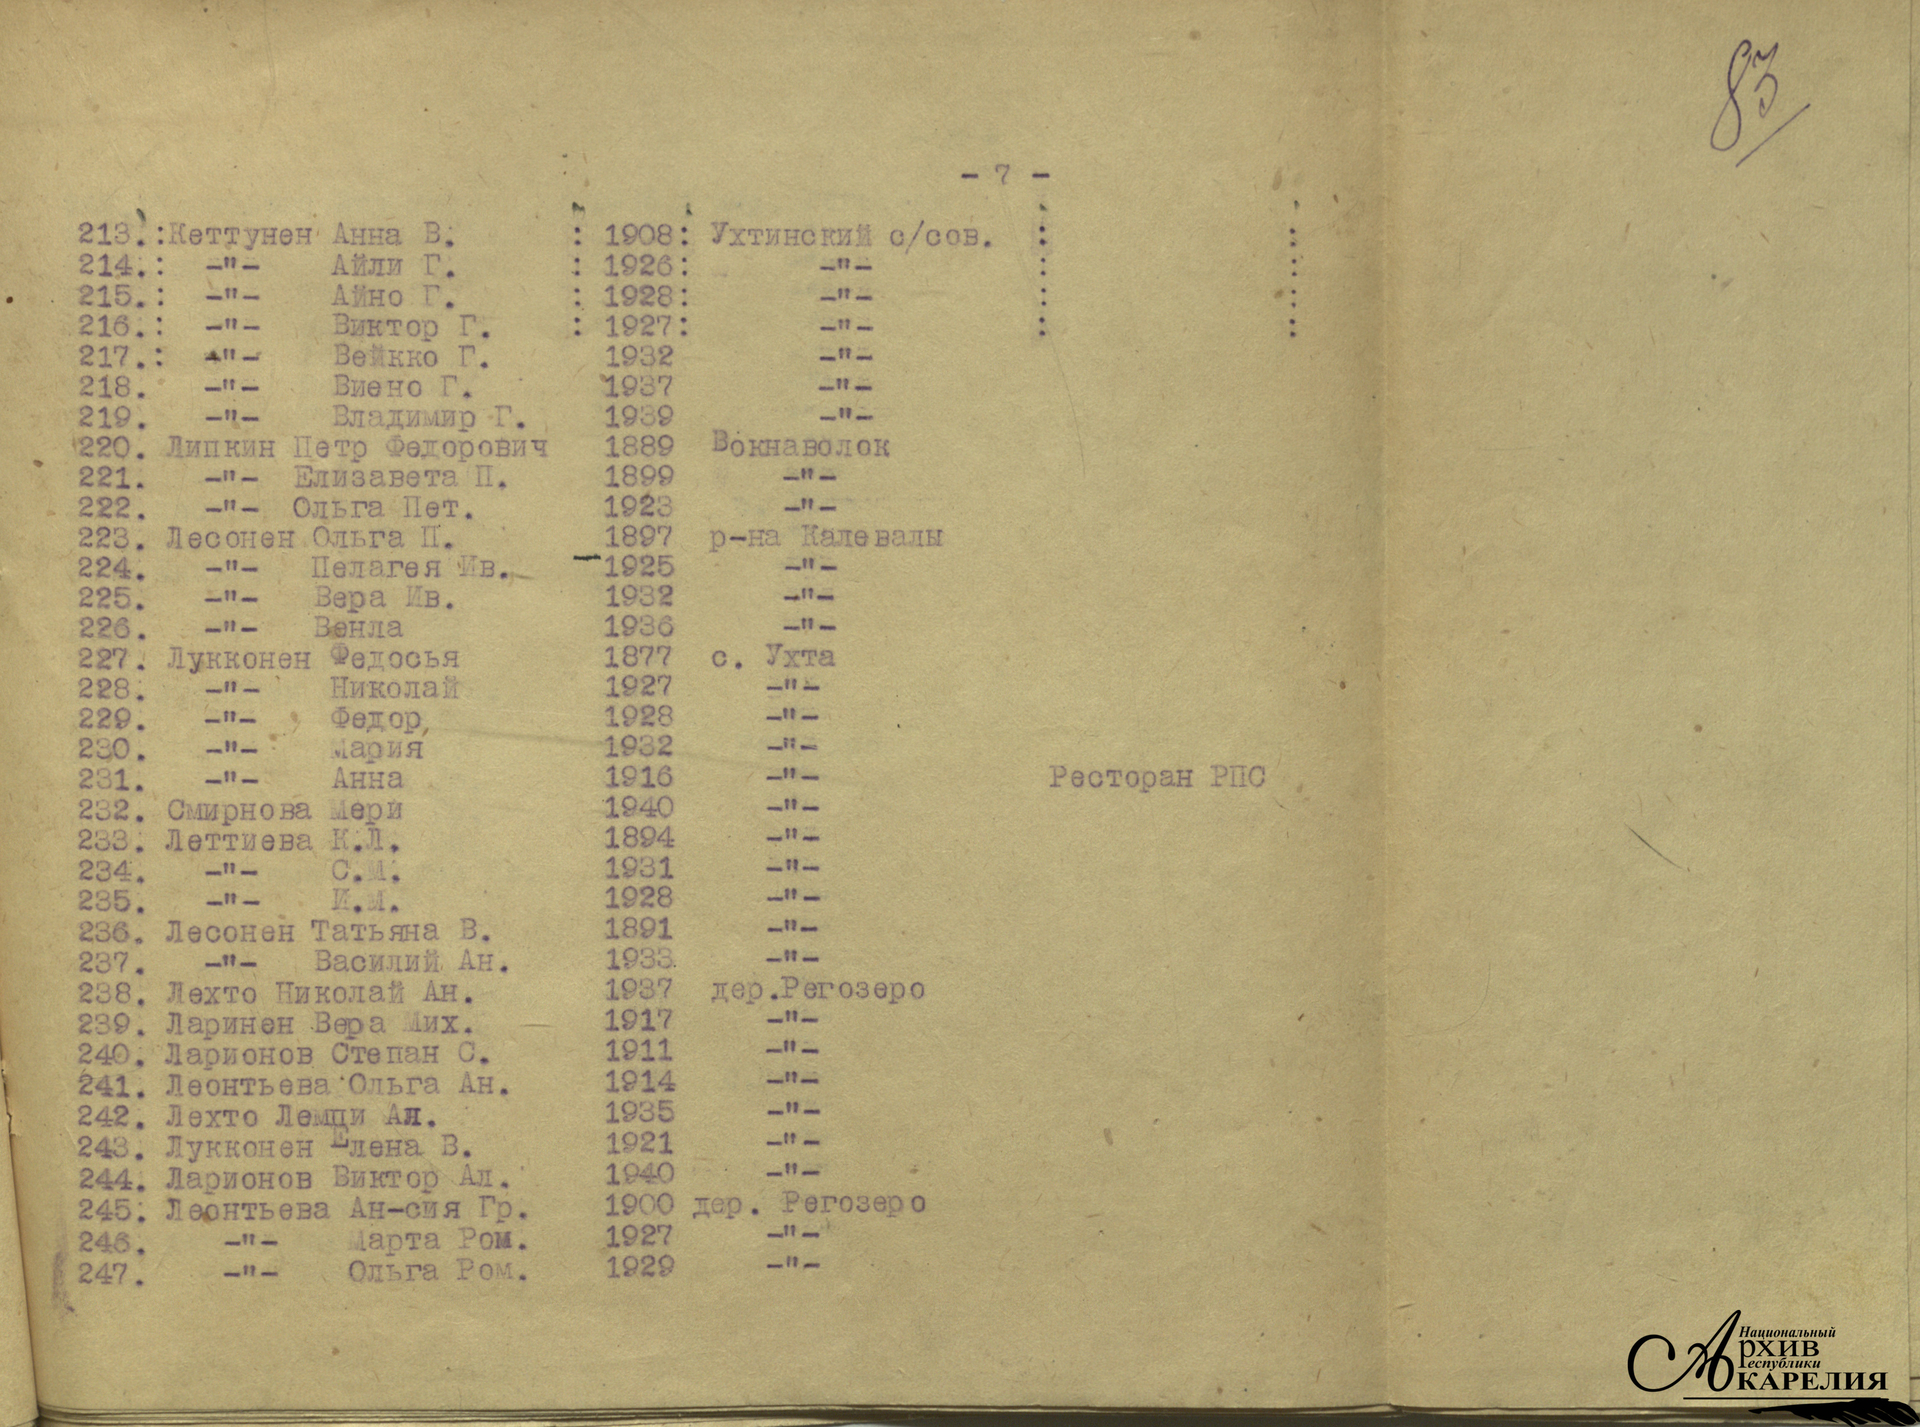 83
- 7 -
213.:Кеттунен Анна В. : 1908: Ухтинский с/сов. : :
214.: -"- Айли Г. : 1926: -"- : :
215.: -"- Айно Г. : 1928: -"- : :
216.: -"- Виктор Г. : 1927: -"- : :
217.: -"- Вейкко Г. 1932 -"-
218. -"- Виено Г. 1937 -"-
219. -"- Владимир Г. 1939 -"-
220. Липкин Петр Федорович 1889 Вокнаволок
221. -"- Елизавета П. 1899 -"-
222. -"- Ольга Пет. 1923 -"-
223. Лесонен Ольга П. 1897 р-на Калевалы
224. -"- Пелагея Ив. 1925 -"-
225. -"- Вера Ив. 1932 -"-
226. -"- Венла 1936 -"-
227. Лукконен Федосья 1877 с. Ухта
228. -"- Николай 1927 -"-
229. -"- Федор 1928 -"-
230. -"- Мария 1932 -"-
231. -"- Анна 1916 -"- Ресторан РПС
232. Смирнова Мери 1940 -"-
233. Леттиева К.Л. 1894 -"-
234. -"- С.М. 1931 -"-
235. -"- И.М. 1928 -"-
236. Лесонен Татьяна В. 1891 -"-
237. -"- Василий Ан. 1933 -"-
238. Лехто Николай Ан. 1937 дер.Регозеро
239. Ларинен Вера Мих. 1917 -"-
240. Ларионов Степан С. 1911 -"-
241. Леонтьева Ольга Ан. 1914 -"-
242. Лехто Лемпи Ал. 1935 -"-
243. Лукконен Елена В. 1921 -"-
244. Ларионов Виктор Ал. 1940 -"-
245. Леонтьева Ан-сия Гр. 1900 дер. Регозеро
246. -"- Марта Ром. 1927 -"-
247. -"- Ольга Ром. 1929 -"-
Национальный
Архив
Республики
Карелия